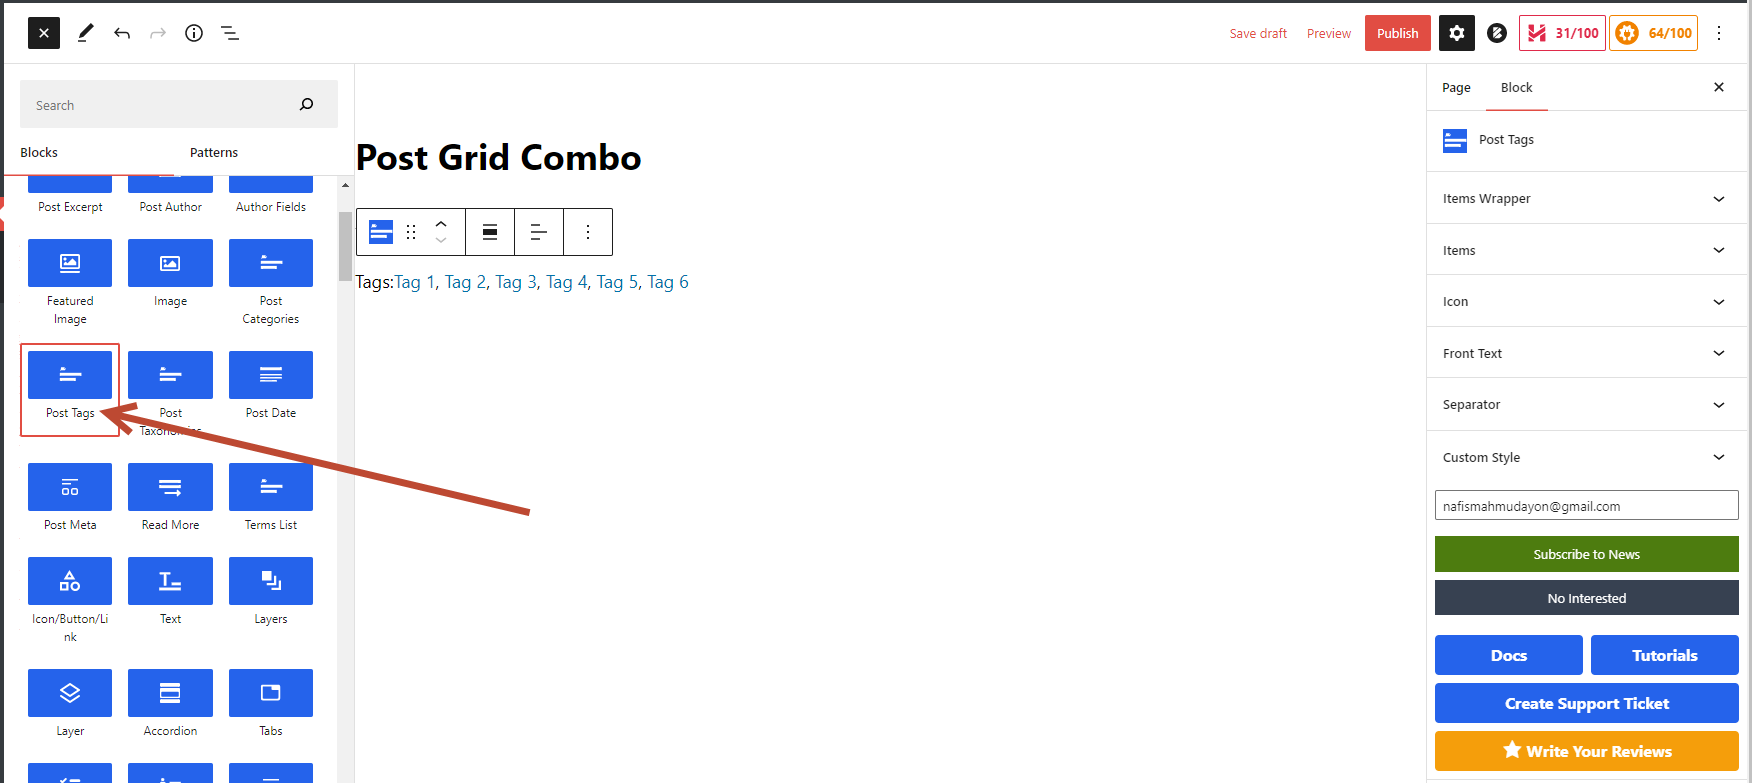 Save draft
Preview
Publish
31/100
64/100
Search
Blocks
Patterns
Post Excerpt
Post Author
Author Fields
Featured
Image
Image
Post
Categories
Post Tags
Post
Taxonomies
Post Date
Post Meta
Read More
Terms List
Icon/Button/Li
nk
Text
Layers
Layer
Accordion
Tabs
Post Grid Combo
Tags:Tag 1, Tag 2, Tag 3, Tag 4, Tag 5, Tag 6
Page
Block
Post Tags
Items Wrapper
Items
Icon
Front Text
Separator
Custom Style
nafismahmudayon@gmail.com
Subscribe to News
No Interested
Docs
Tutorials
Create Support Ticket
Write Your Reviews